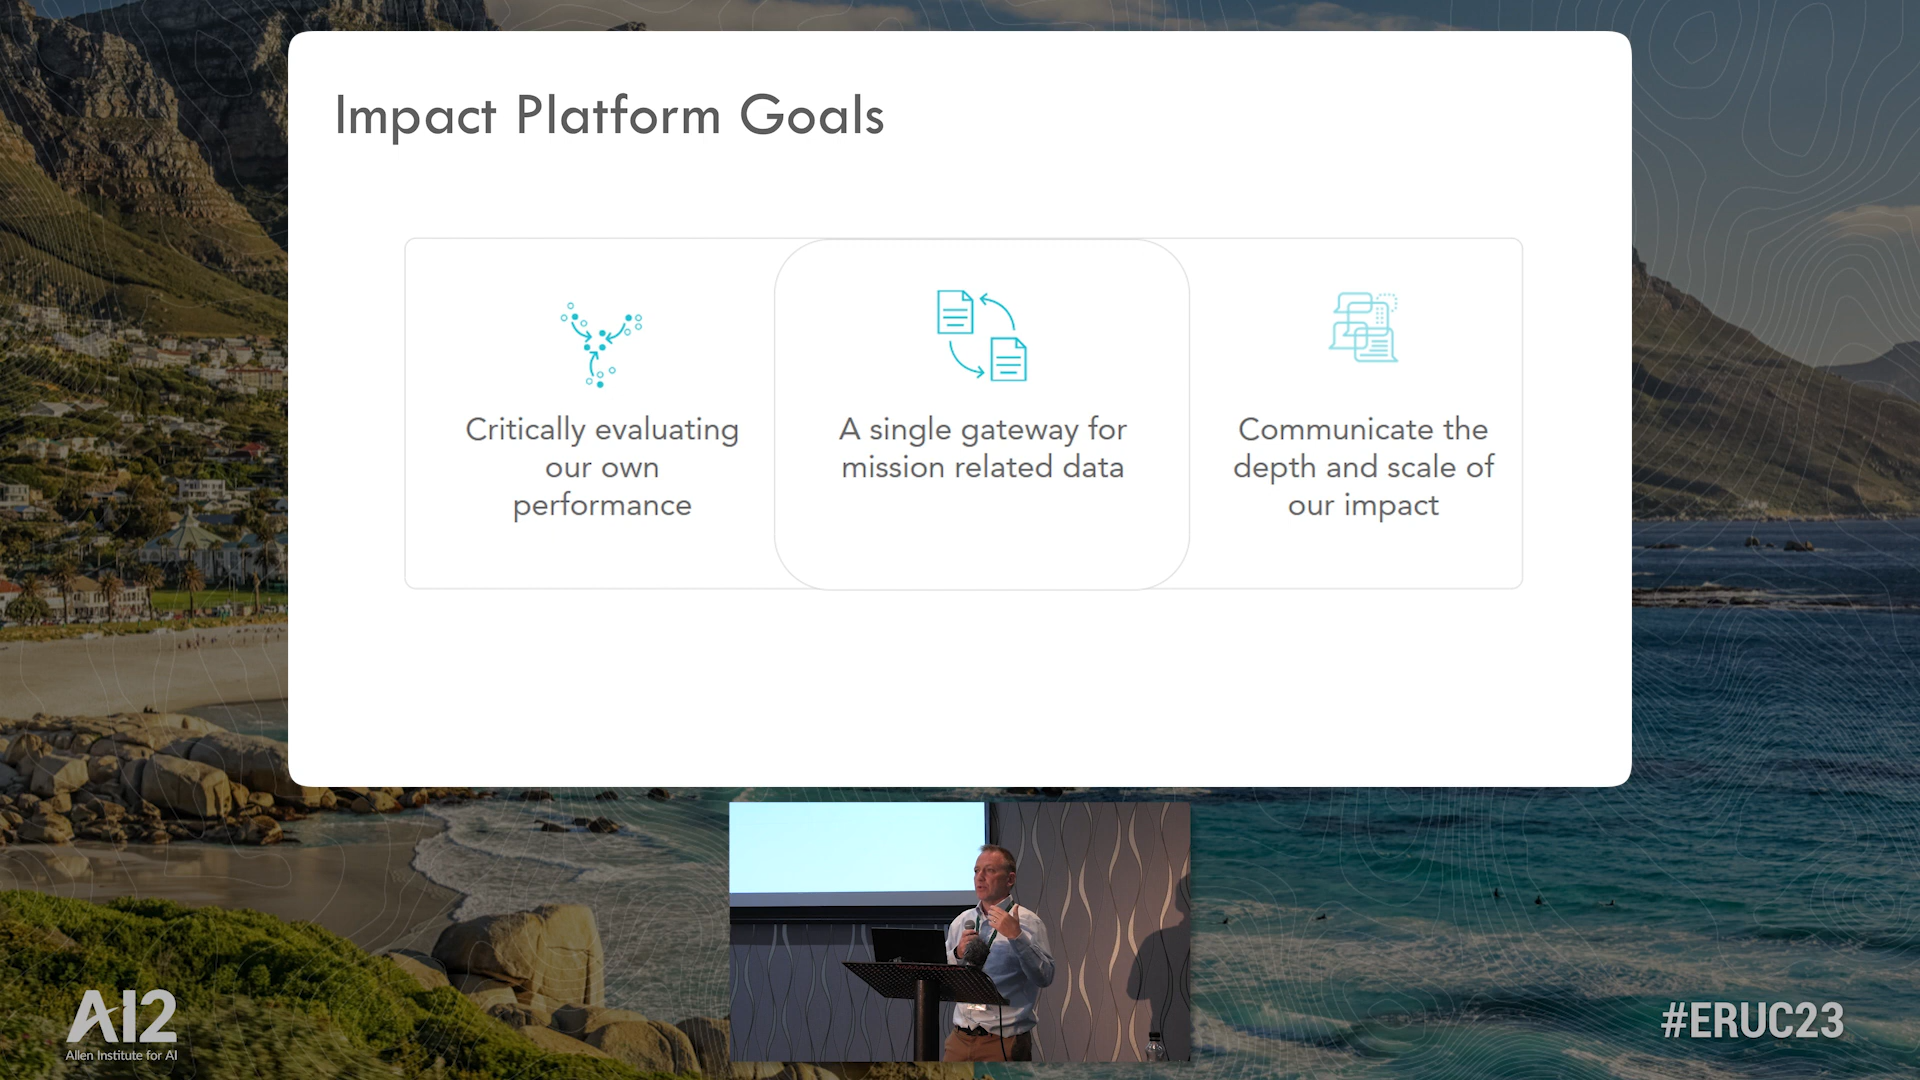 Impact Platform Goals
Critically evaluating
our own
performance
A single gateway for
mission related data
Communicate the
depth and scale of
our impact
AI2
Allen Institute for AI
#ERUC23